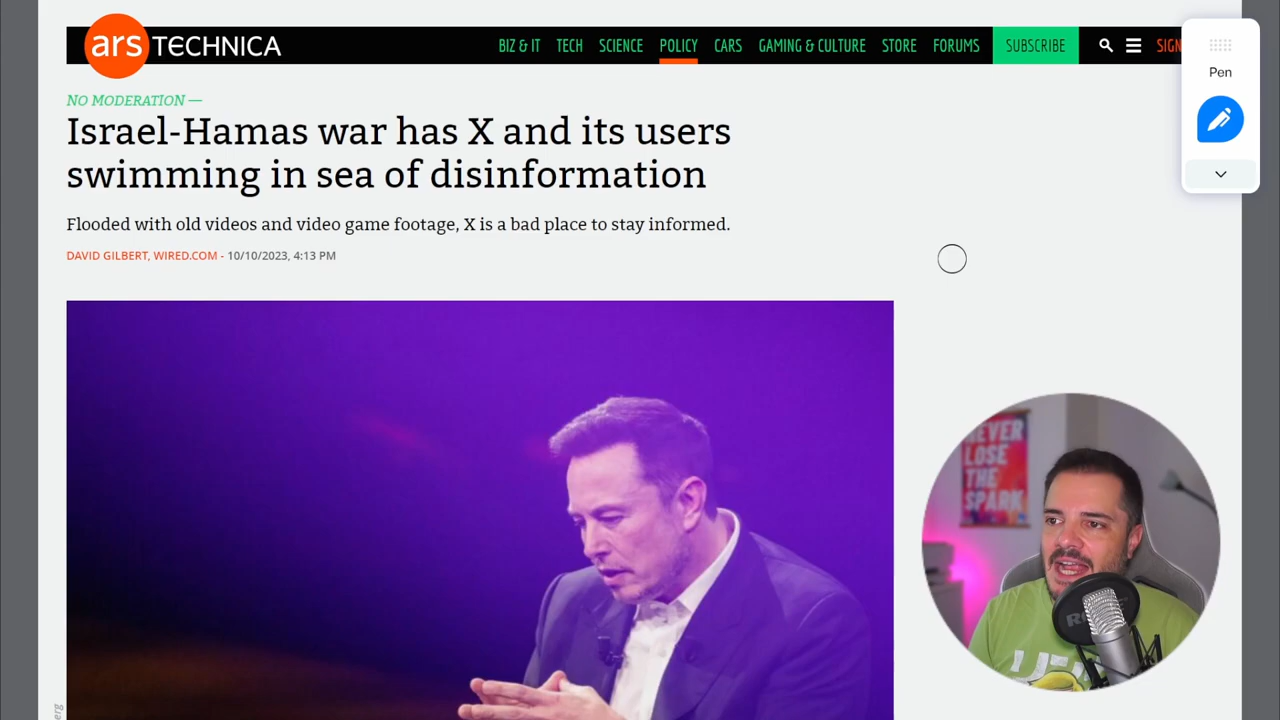 ars TECHNICA
BIZ & IT TECH SCIENCE POLICY CARS GAMING & CULTURE STORE FORUMS SUBSCRIBE SIGN
Pen
NO MODERATION —
Israel-Hamas war has X and its users
swimming in sea of disinformation
Flooded with old videos and video game footage, X is a bad place to stay informed.
DAVID GILBERT, WIRED.COM - 10/10/2023, 4:13 PM
NEVER
LOSE
THE
SPARK